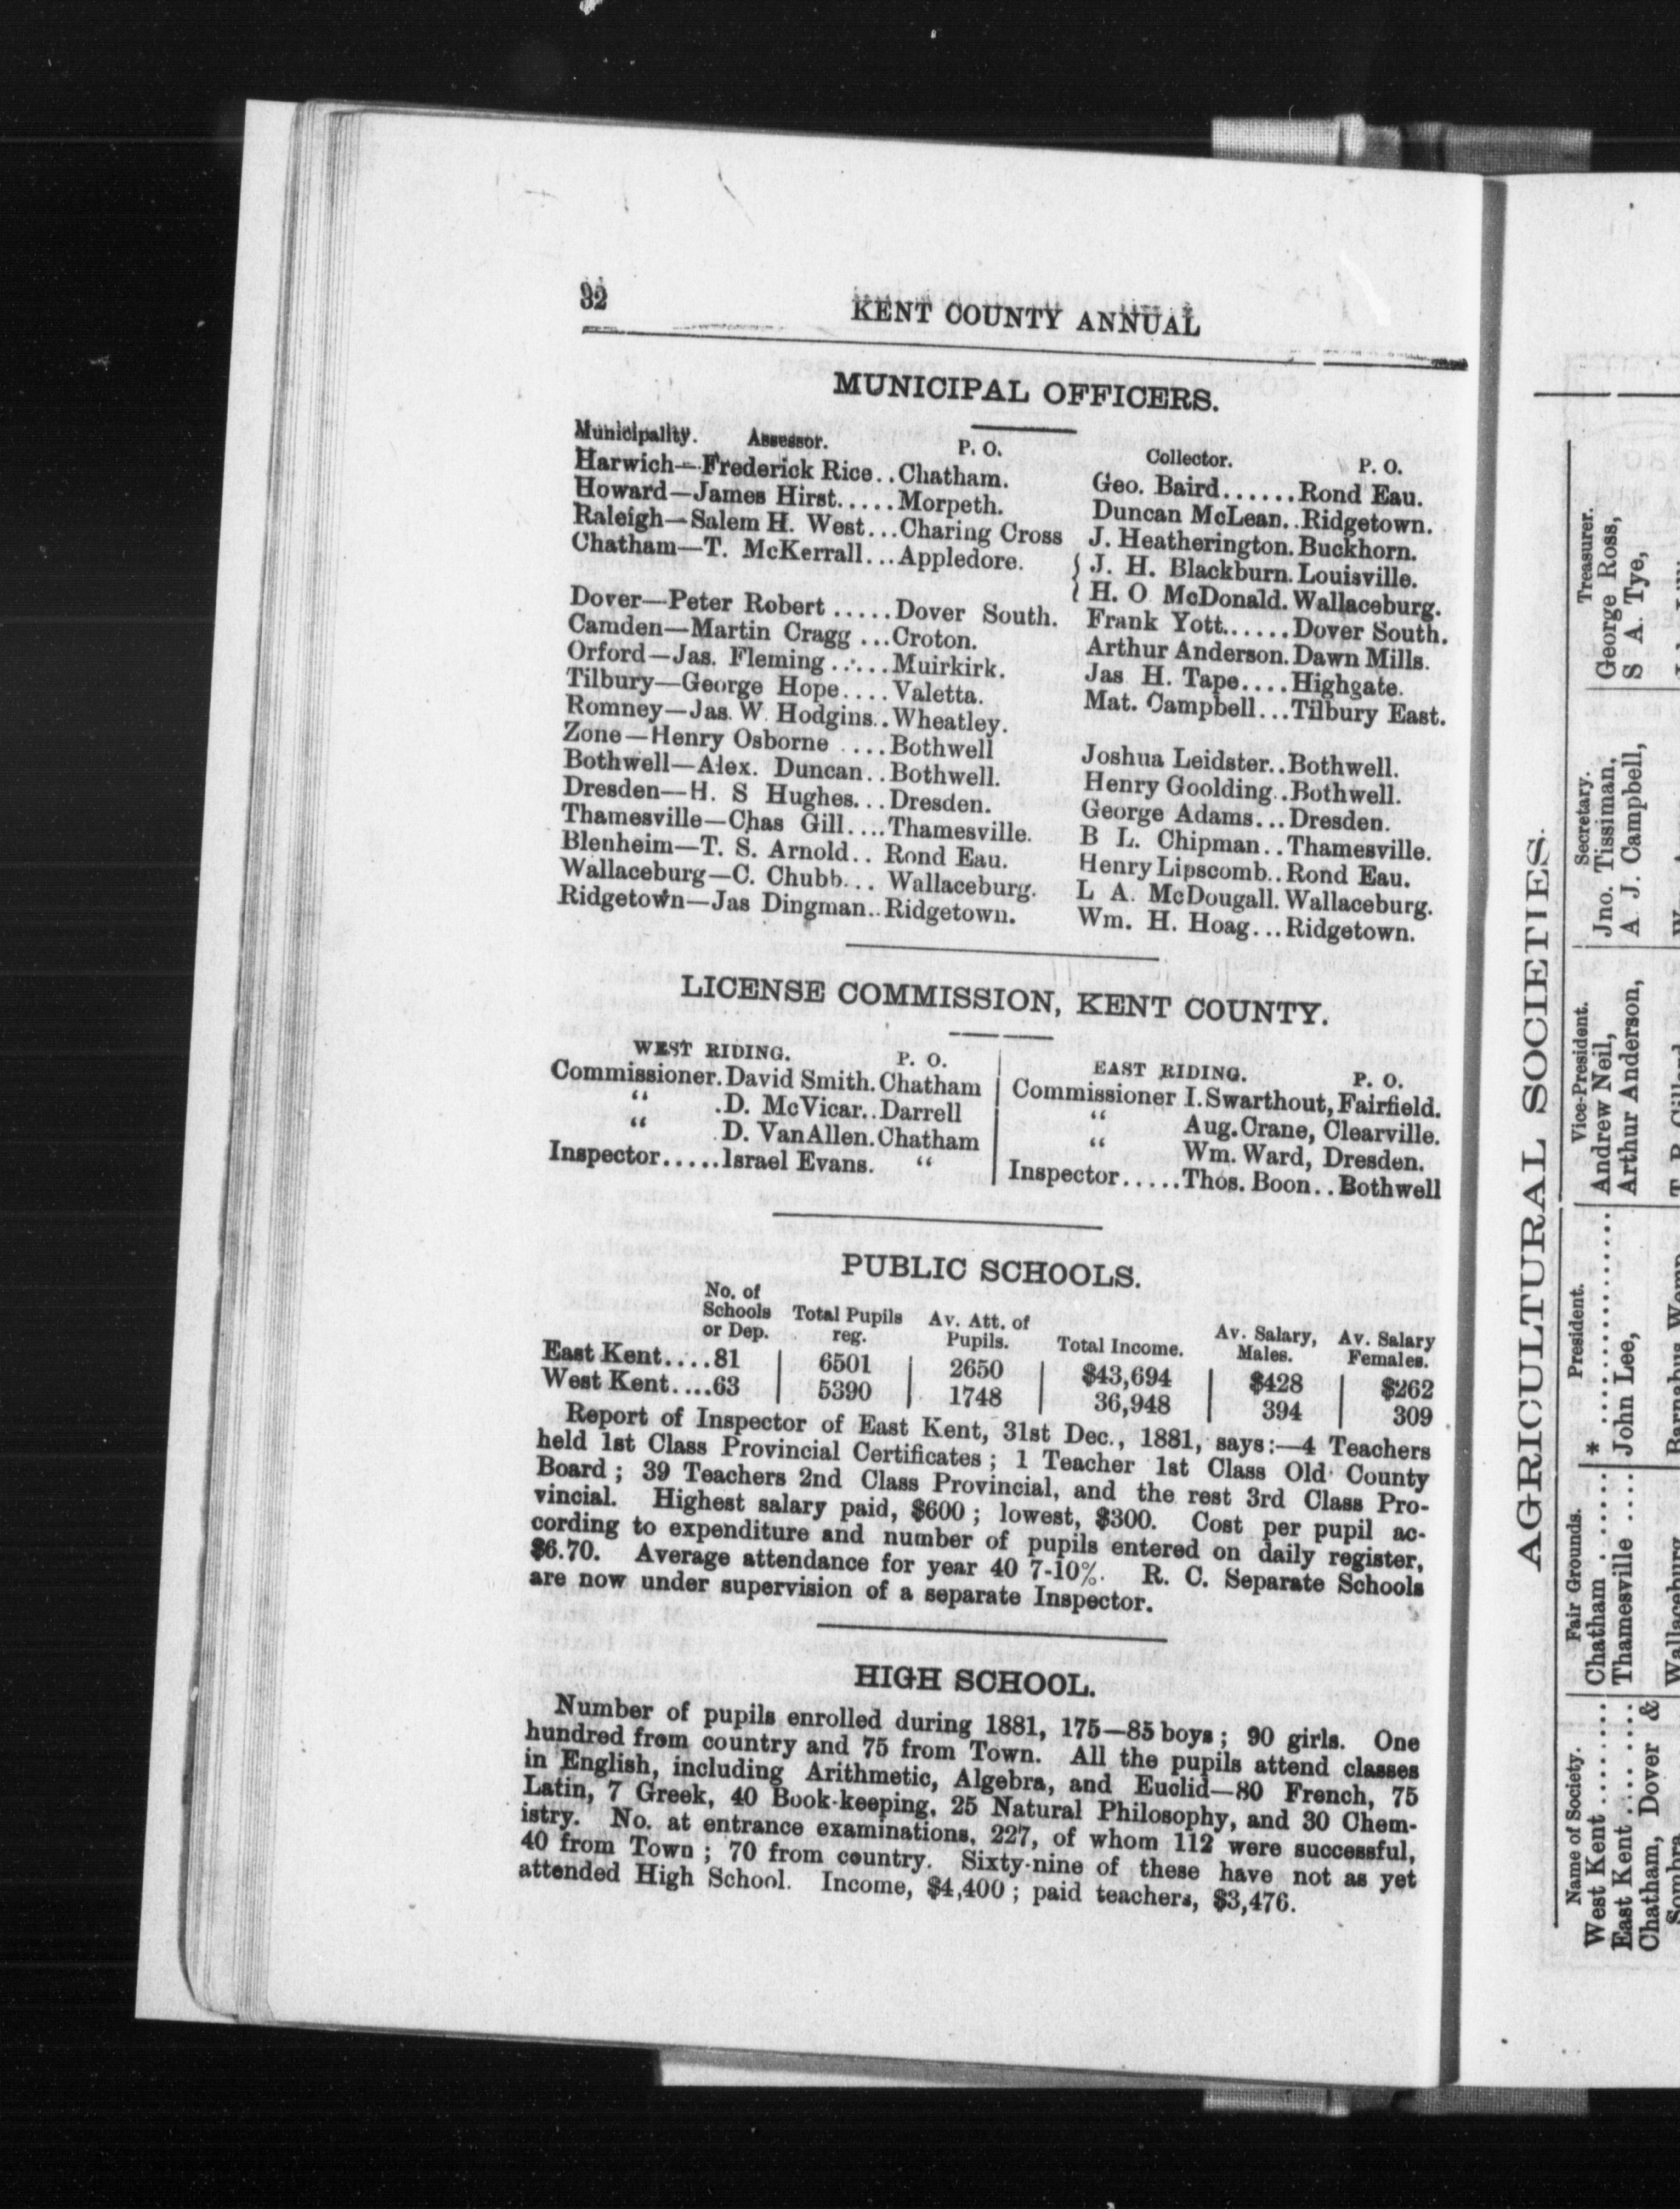 32
KENT COUNTY ANNUAL
MUNICIPAL OFFICERS.
Municipality. Assessor. P. O. Collector. P. O.
Harwich—Frederick Rice..Chatham. Geo. Baird......Rond Eau.
Howard—James Hirst.....Morpeth. Duncan McLean..Ridgetown.
Raleigh—Salem H. West...Charing Cross J. Heatherington.Buckhorn.
Chatham—T. McKerrall...Appledore. { J. H. Blackburn.Louisville.
{ H. O McDonald.Wallaceburg.
Dover—Peter Robert .....Dover South. Frank Yott......Dover South.
Camden—Martin Cragg ...Croton. Arthur Anderson.Dawn Mills.
Orford—Jas. Fleming ......Muirkirk. Jas H. Tape....Highgate.
Tilbury—George Hope....Valetta. Mat. Campbell...Tilbury East.
Romney—Jas. W. Hodgins..Wheatley.
Zone—Henry Osborne ....Bothwell Joshua Leidster..Bothwell.
Bothwell—Alex. Duncan..Bothwell. Henry Goolding..Bothwell.
Dresden—H. S Hughes...Dresden. George Adams...Dresden.
Thamesville—Chas Gill....Thamesville. B L. Chipman..Thamesville.
Blenheim—T. S. Arnold.. Rond Eau. Henry Lipscomb..Rond Eau.
Wallaceburg—C. Chubb... Wallaceburg. L A. McDougall.Wallaceburg.
Ridgetown—Jas Dingman..Ridgetown. Wm. H. Hoag...Ridgetown.
LICENSE COMMISSION, KENT COUNTY.
WEST RIDING. P. O. EAST RIDING. P. O.
Commissioner.David Smith.Chatham Commissioner I.Swarthout, Fairfield.
" .D. McVicar..Darrell " Aug.Crane, Clearville.
" .D. VanAllen.Chatham " Wm. Ward, Dresden.
Inspector.....Israel Evans. " Inspector.....Thos. Boon..Bothwell
PUBLIC SCHOOLS.
No. of
Schools Total Pupils Av. Att. of Av. Salary, Av. Salary
or Dep. reg. Pupils. Total Income. Males. Females.
East Kent....81 6501 2650 $43,694 $428 $262
West Kent....63 5390 1748 36,948 394 309
Report of Inspector of East Kent, 31st Dec., 1881, says:—4 Teachers
held 1st Class Provincial Certificates; 1 Teacher 1st Class Old County
Board; 39 Teachers 2nd Class Provincial, and the rest 3rd Class Pro-
vincial. Highest salary paid, $600; lowest, $300. Cost per pupil ac-
cording to expenditure and number of pupils entered on daily register,
$6.70. Average attendance for year 40 7-10%. R. C. Separate Schools
are now under supervision of a separate Inspector.
HIGH SCHOOL.
Number of pupils enrolled during 1881, 175—85 boys; 90 girls. One
hundred from country and 75 from Town. All the pupils attend classes
in English, including Arithmetic, Algebra, and Euclid—80 French, 75
Latin, 7 Greek, 40 Book-keeping, 25 Natural Philosophy, and 30 Chem-
istry. No. at entrance examinations, 227, of whom 112 were successful,
40 from Town; 70 from country. Sixty-nine of these have not as yet
attended High School. Income, $4,400; paid teachers, $3,476.
AGRICULTURAL SOCIETIES.
Name of Society. Fair Grounds. President. Vice-President. Secretary. Treasurer.
West Kent ........ Chatham ....... * .................. Andrew Neil, Jno. Tissiman, George Ross,
East Kent ........ Thamesville ..... John Lee, Arthur Anderson, A. J. Campbell, S A. Tye,
Chatham, Dover &
Sombra Wallaceburg Barnabus Wemp